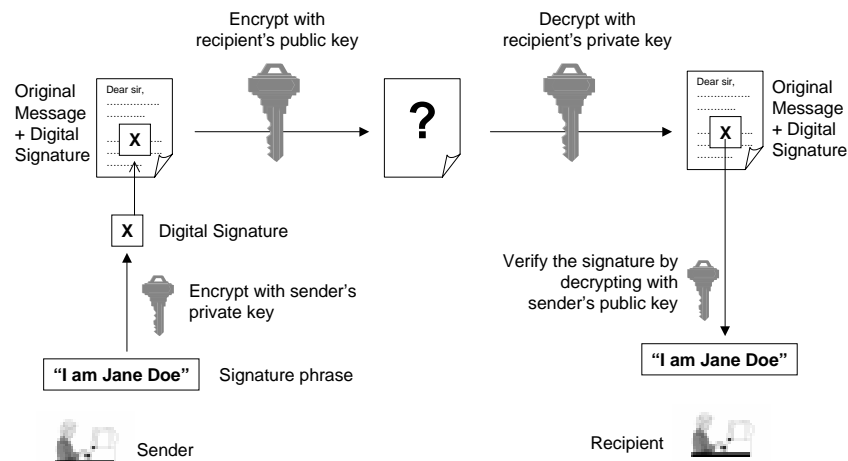 Encrypt with
recipient's public key
Decrypt with
recipient's private key
Original
Message
+ Digital
Signature
Dear sir,
X
?
Dear sir,
X
Original
Message
+ Digital
Signature
X
Digital Signature
Encrypt with sender's
private key
Verify the signature by
decrypting with
sender's public key
“I am Jane Doe”
Signature phrase
“I am Jane Doe”
Sender
Recipient